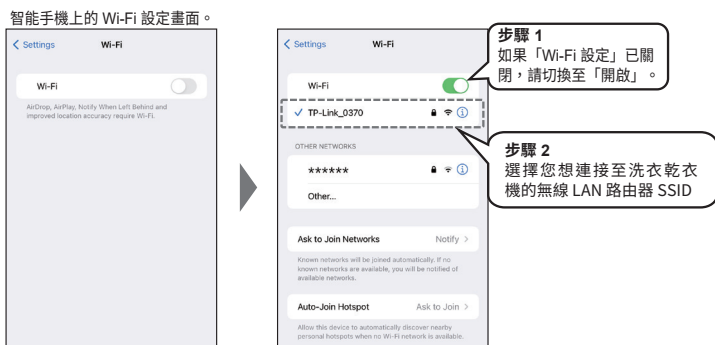 智能手機上的 Wi-Fi 設定畫面。
Settings
Wi-Fi
Wi-Fi
AirDrop, AirPlay, Notify When Left Behind and
improved location accuracy require Wi-Fi.
Settings
Wi-Fi
Wi-Fi
TP-Link_0370
OTHER NETWORKS
******
Other...
Ask to Join Networks
Notify
Known networks will be joined automatically. If no
known networks are available, you will be notified of
available networks.
Auto-Join Hotspot
Ask to Join
Allow this device to automatically discover nearby
personal hotspots when no Wi-Fi network is available.
步驟 1
如果「Wi-Fi 設定」已關
閉，請切換至「開啟」。
步驟 2
選擇您想連接至洗衣乾衣
機的無線 LAN 路由器 SSID